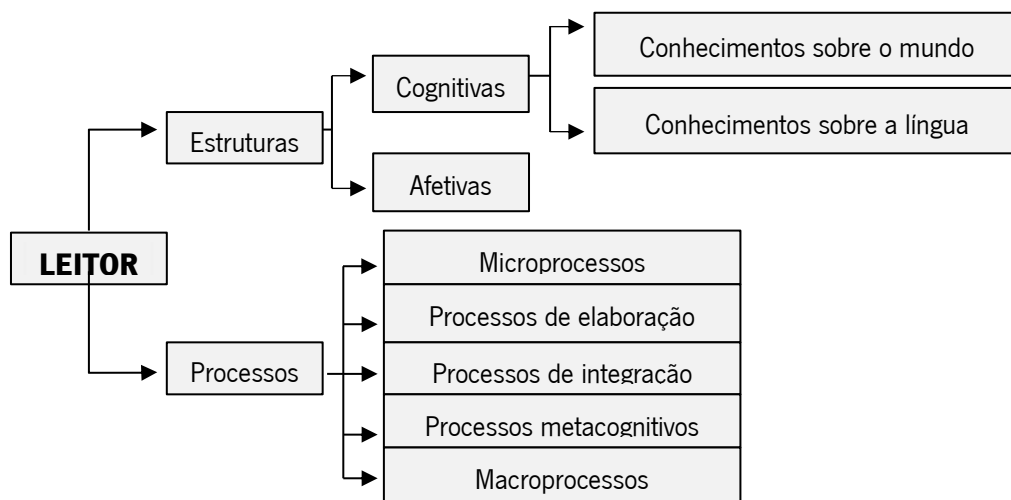 Conhecimentos sobre o mundo
Cognitivas
Conhecimentos sobre a língua
Estruturas
Afetivas
LEITOR
Microprocessos
Processos de elaboração
Processos
Processos de integração
Processos metacognitivos
Macroprocessos